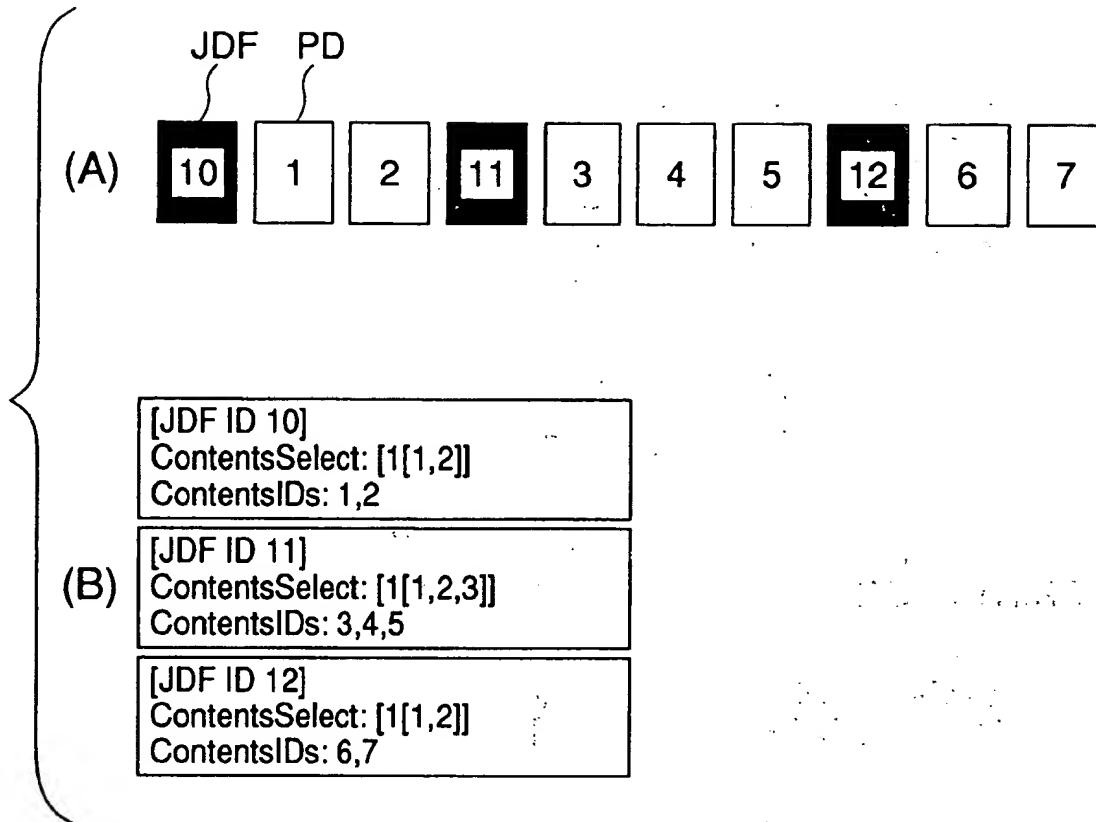 JDF PD
(A) 10 1 2 11 3 4 5 12 6 7
(B)
[JDF ID 10]
ContentsSelect: [1[1,2]]
ContentsIDs: 1,2
[JDF ID 11]
ContentsSelect: [1[1,2,3]]
ContentsIDs: 3,4,5
[JDF ID 12]
ContentsSelect: [1[1,2]]
ContentsIDs: 6,7